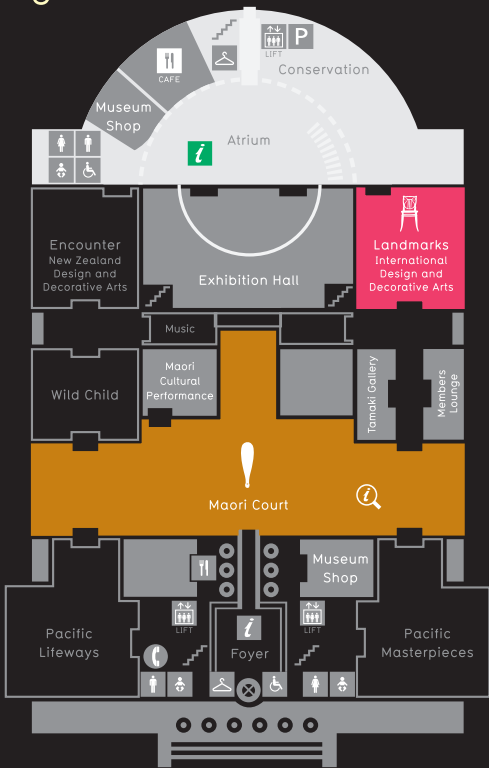 LIFT
P
CAFE
Conservation
Museum
Shop
i
Atrium
Encounter
New Zealand
Design and
Decorative Arts
Exhibition Hall
Landmarks
International
Design and
Decorative Arts
Music
Wild Child
Maori
Cultural
Performance
Tamaki Gallery
Members
Lounge
i
Maori Court
Museum
Shop
LIFT
LIFT
i
Foyer
Pacific
Lifeways
Pacific
Masterpieces